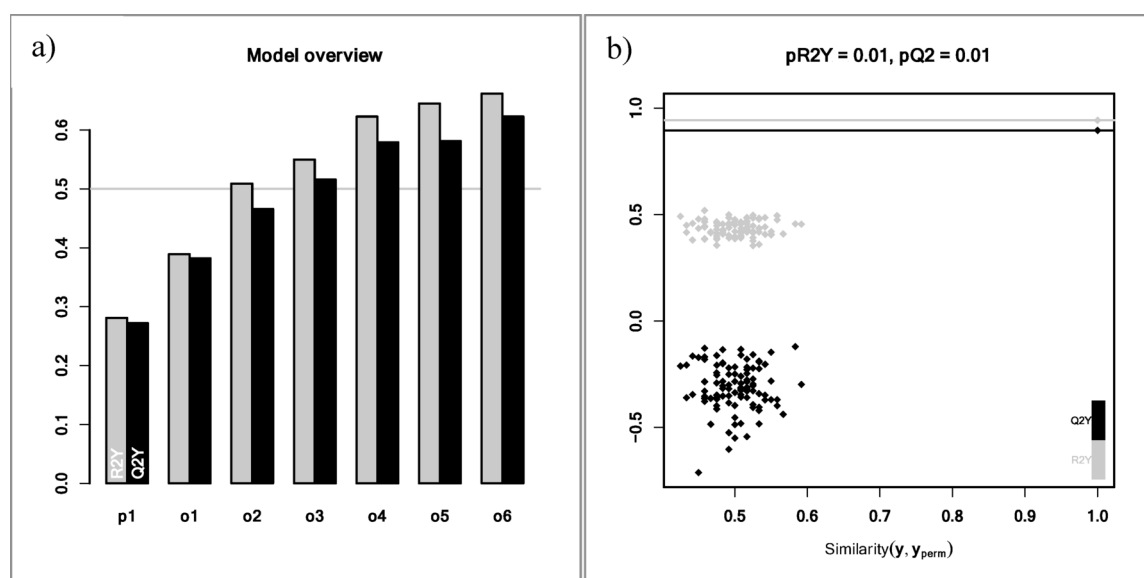 a)
Model overview
0.6
0.5
0.4
0.3
0.2
0.1
0.0
R2Y
Q2Y
p1 o1 o2 o3 o4 o5 o6
b)
pR2Y = 0.01, pQ2 = 0.01
1.0
0.5
0.0
−0.5
Q2Y
R2Y
0.5 0.6 0.7 0.8 0.9 1.0
Similarity(y, yperm)